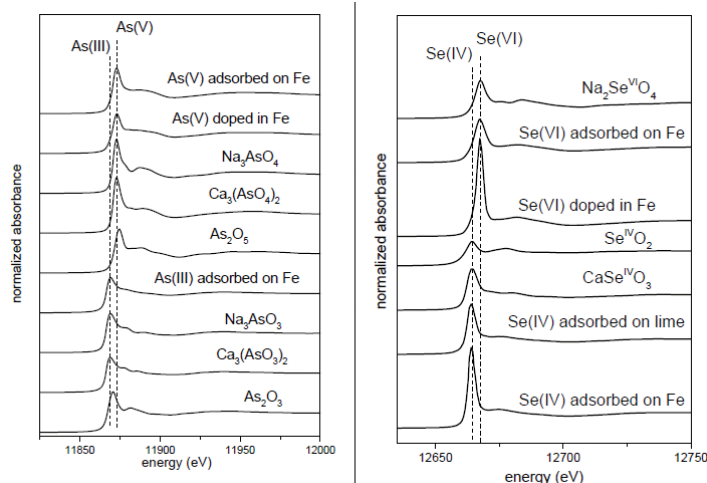 As(V)
As(III)
As(V) adsorbed on Fe
As(V) doped in Fe
Na₃AsO₄
Ca₃(AsO₄)₂
As₂O₅
As(III) adsorbed on Fe
Na₃AsO₃
Ca₃(AsO₃)₂
As₂O₃
normalized absorbance
11850 11900 11950 12000
energy (eV)
Se(VI)
Se(IV)
Na₂SeⱽᴵO₄
Se(VI) adsorbed on Fe
Se(VI) doped in Fe
SeᴵⱽO₂
CaSeᴵⱽO₃
Se(IV) adsorbed on lime
Se(IV) adsorbed on Fe
normalized absorbance
12650 12700 12750
energy (eV)